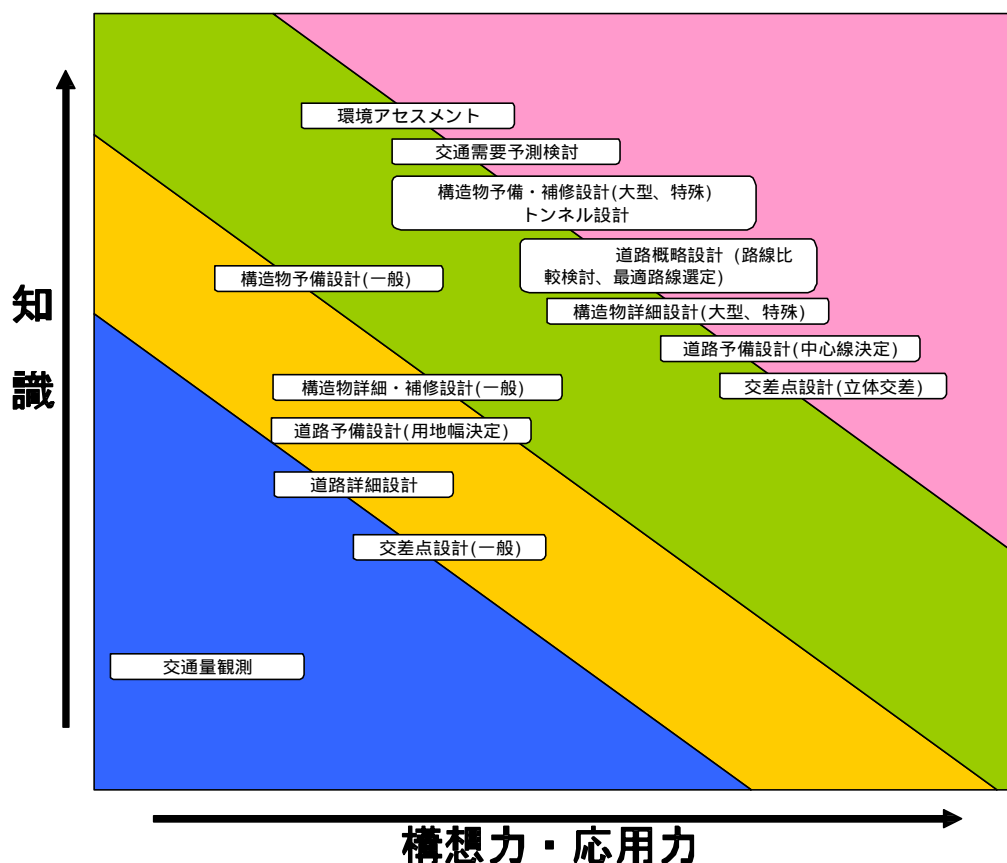 環境アセスメント
交通需要予測検討
構造物予備・補修設計(大型、特殊)
トンネル設計
道路概略設計 (路線比
較検討、最適路線選定)
構造物予備設計(一般)
構造物詳細設計(大型、特殊)
道路予備設計(中心線決定)
交差点設計(立体交差)
構造物詳細・補修設計(一般)
道路予備設計(用地幅決定)
道路詳細設計
交差点設計(一般)
交通量観測
知
識
構想力・応用力